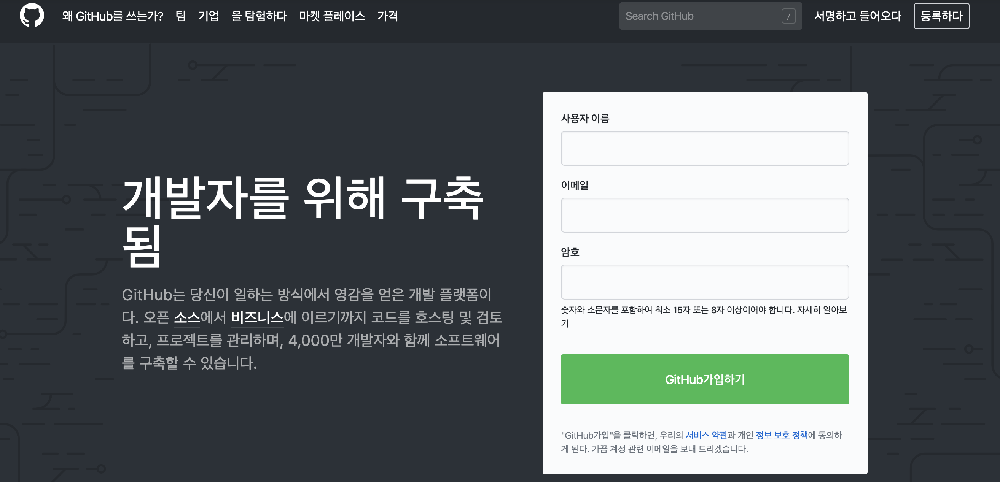 왜 GitHub를 쓰는가? 팀 기업 을 탐험하다 마켓 플레이스 가격 Search GitHub / 서명하고 들어오다 등록하다
개발자를 위해 구축
됨
GitHub는 당신이 일하는 방식에서 영감을 얻은 개발 플랫폼이
다. 오픈 소스에서 비즈니스에 이르기까지 코드를 호스팅 및 검토
하고, 프로젝트를 관리하며, 4,000만 개발자와 함께 소프트웨어
를 구축할 수 있습니다.
사용자 이름
이메일
암호
숫자와 소문자를 포함하여 최소 15자 또는 8자 이상이어야 합니다. 자세히 알아보
기
GitHub가입하기
"GitHub가입"을 클릭하면, 우리의 서비스 약관과 개인 정보 보호 정책에 동의하
게 된다. 가끔 계정 관련 이메일을 보내 드리겠습니다.